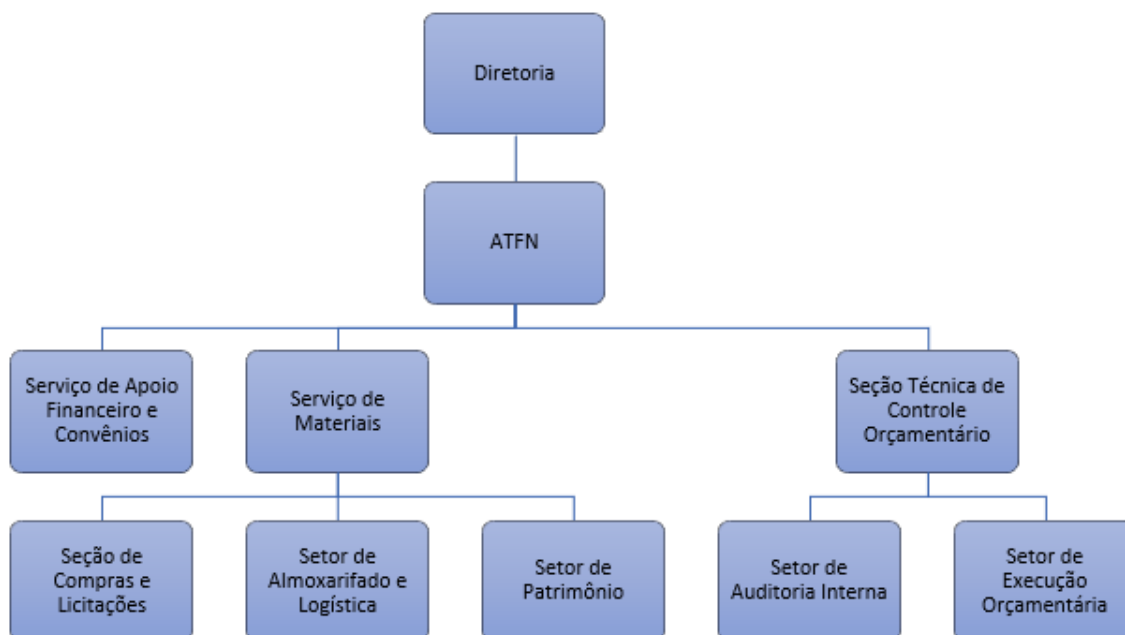 Diretoria
ATFN
Serviço de Apoio
Financeiro e
Convênios
Serviço de
Materiais
Seção Técnica de
Controle
Orçamentário
Seção de
Compras e
Licitações
Setor de
Almoxarifado e
Logística
Setor de
Patrimônio
Setor de
Auditoria Interna
Setor de
Execução
Orçamentária